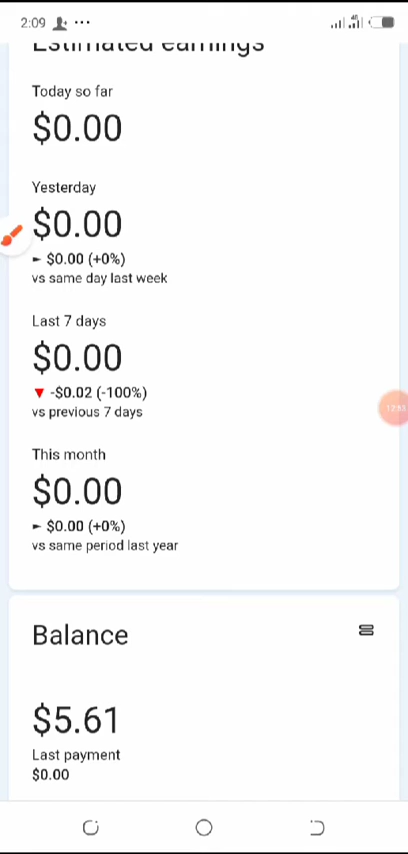 2:09
Estimated earnings
Today so far
$0.00
Yesterday
$0.00
$0.00 (+0%)
vs same day last week
Last 7 days
$0.00
-$0.02 (-100%)
vs previous 7 days
This month
$0.00
$0.00 (+0%)
vs same period last year
Balance
$5.61
Last payment
$0.00